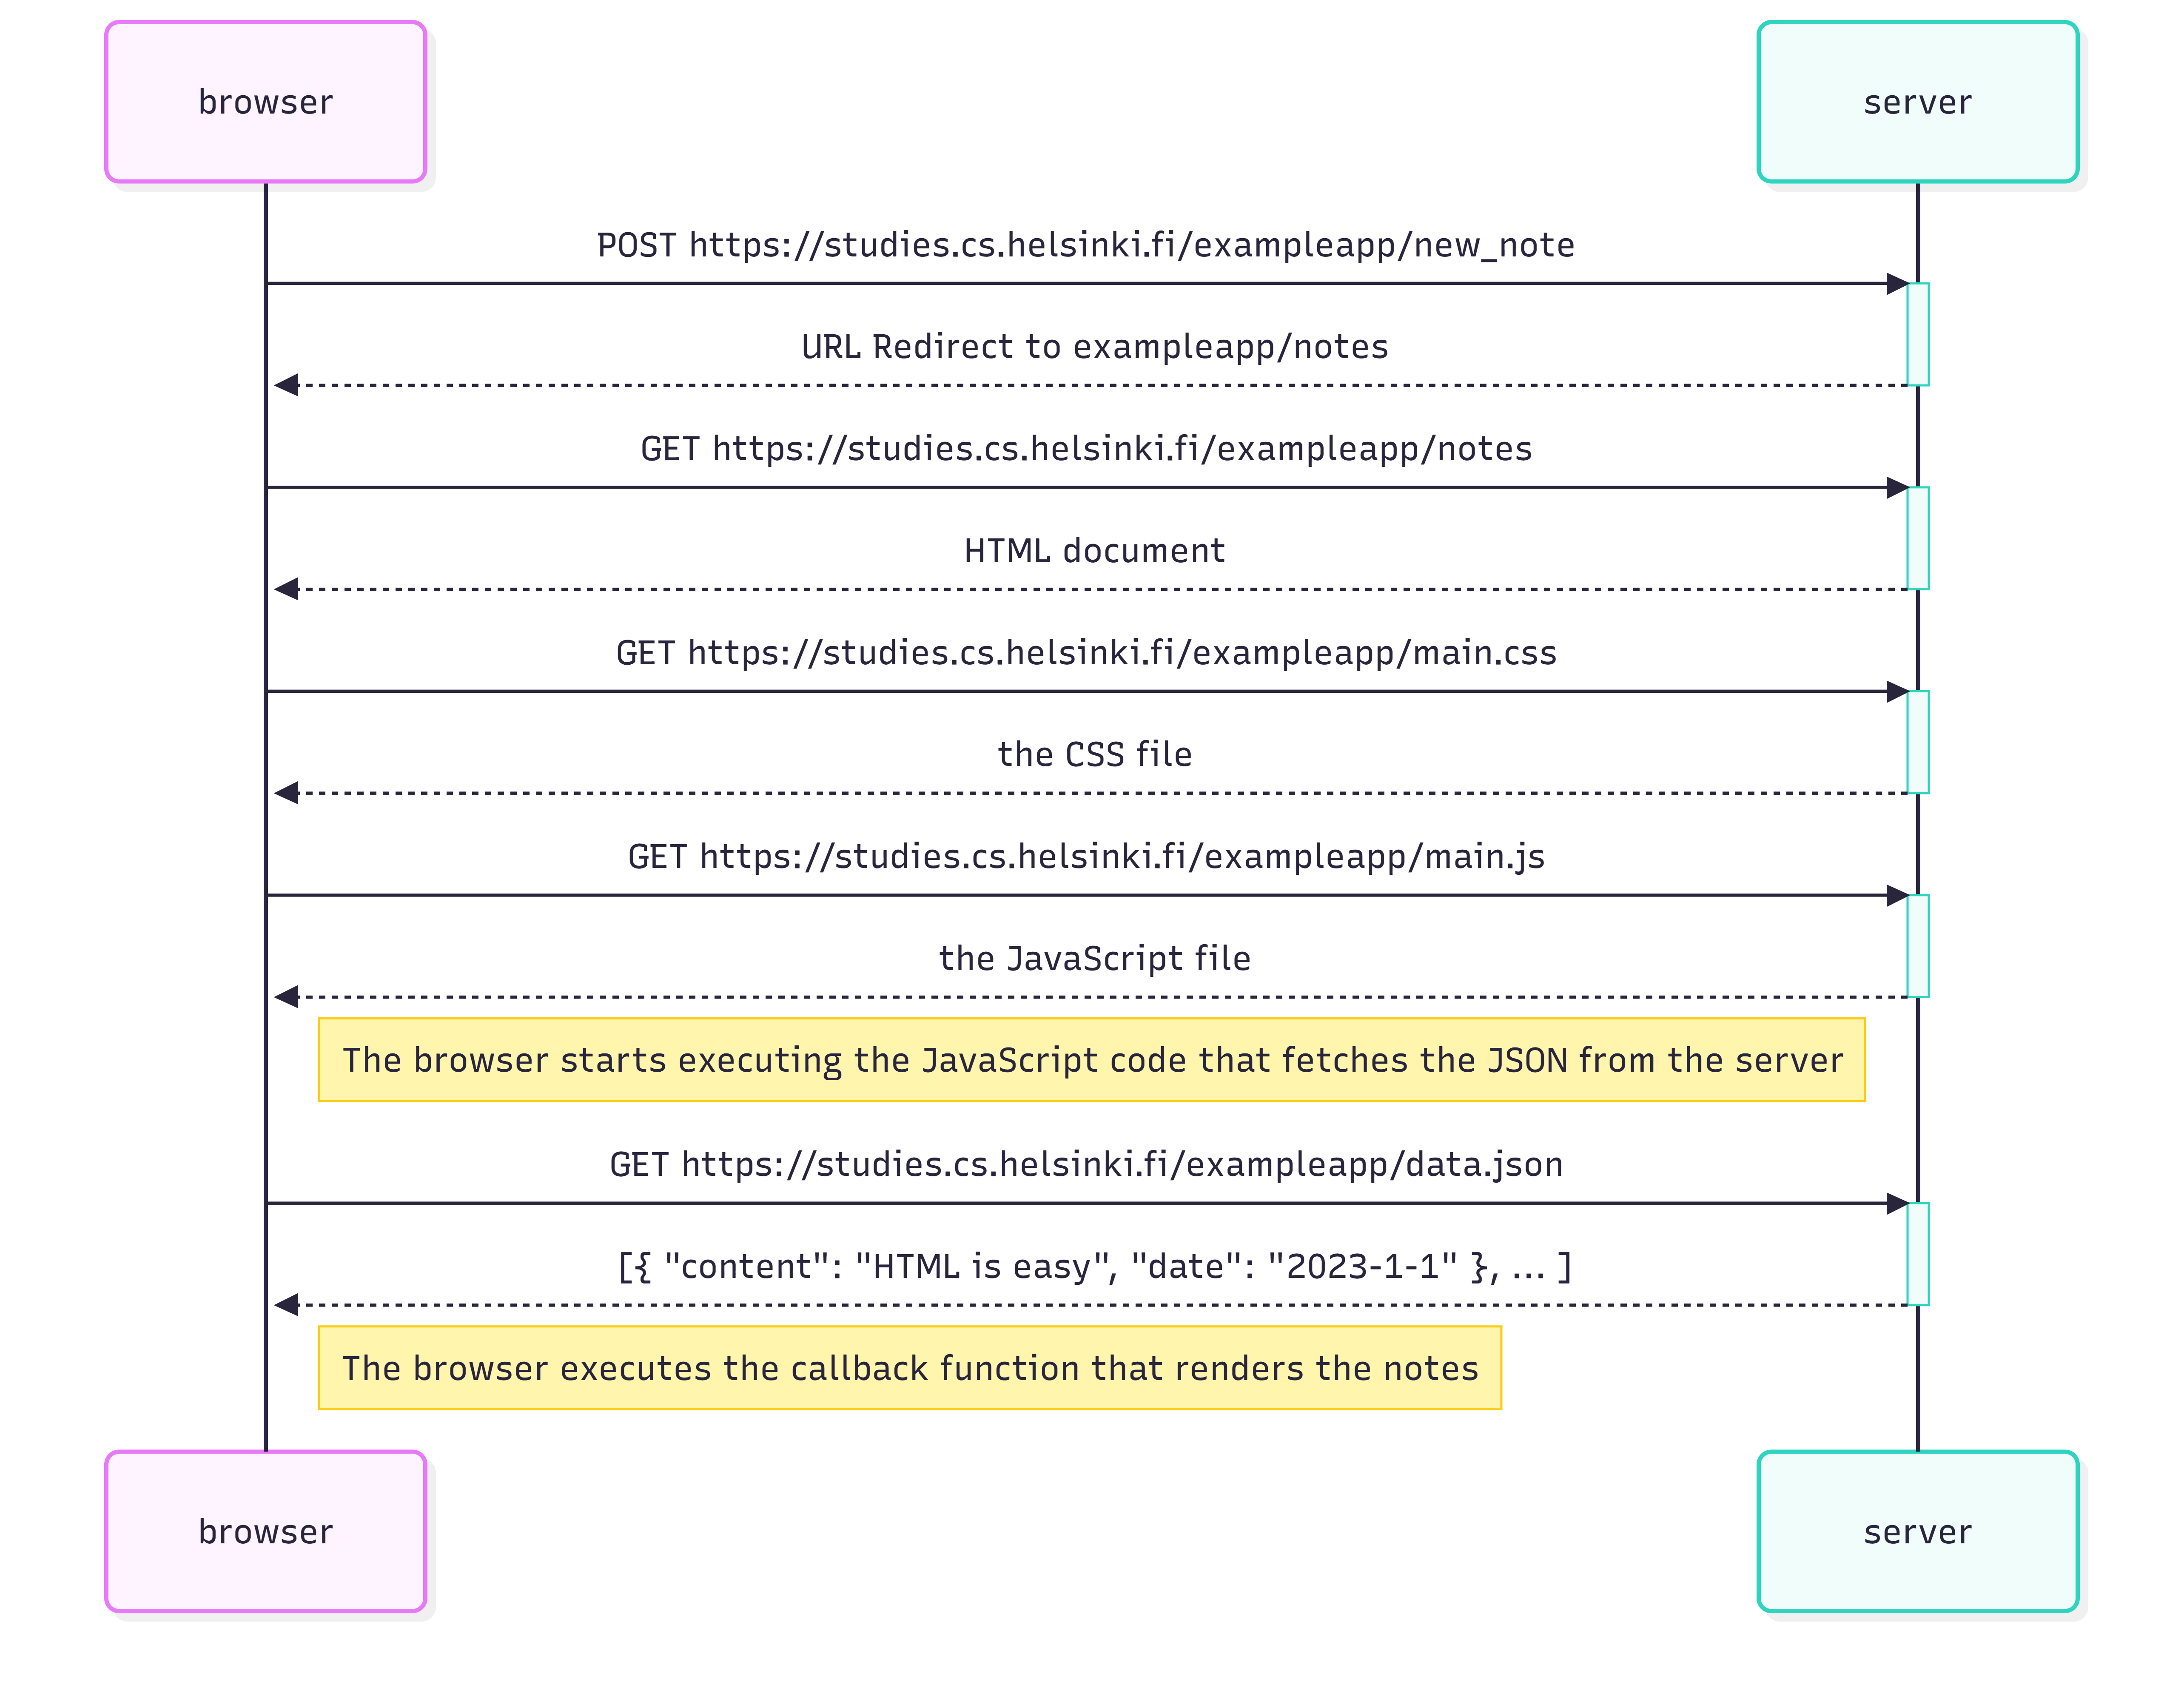 browser
server
POST https://studies.cs.helsinki.fi/exampleapp/new_note
URL Redirect to exampleapp/notes
GET https://studies.cs.helsinki.fi/exampleapp/notes
HTML document
GET https://studies.cs.helsinki.fi/exampleapp/main.css
the CSS file
GET https://studies.cs.helsinki.fi/exampleapp/main.js
the JavaScript file
The browser starts executing the JavaScript code that fetches the JSON from the server
GET https://studies.cs.helsinki.fi/exampleapp/data.json
[{ "content": "HTML is easy", "date": "2023-1-1" }, ... ]
The browser executes the callback function that renders the notes
browser
server